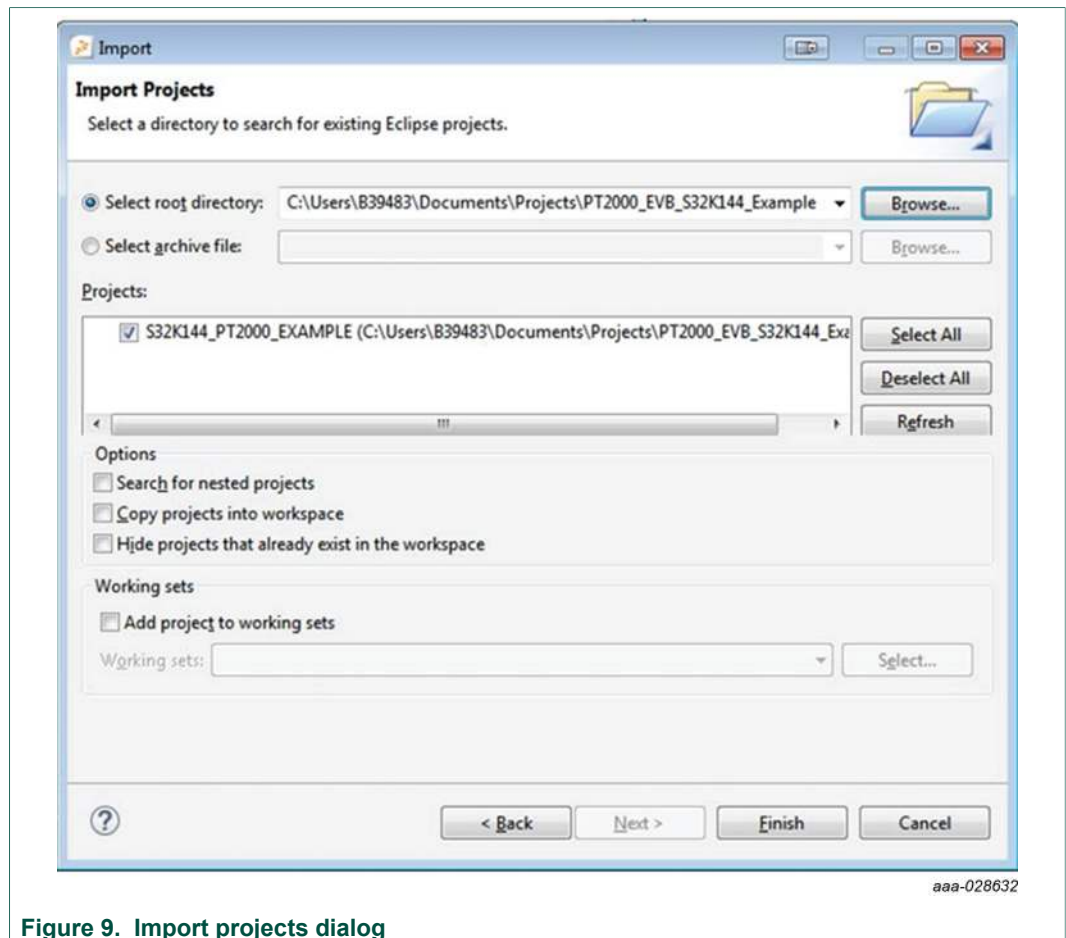 Import
Import Projects
Select a directory to search for existing Eclipse projects.
Select root directory: C:\Users\B39483\Documents\Projects\PT2000_EVB_S32K144_Example Browse...
Select archive file: Browse...
Projects:
S32K144_PT2000_EXAMPLE (C:\Users\B39483\Documents\Projects\PT2000_EVB_S32K144_Exa Select All
Deselect All
Refresh
Options
Search for nested projects
Copy projects into workspace
Hide projects that already exist in the workspace
Working sets
Add project to working sets
Working sets: Select...
< Back Next > Finish Cancel
aaa-028632
Figure 9. Import projects dialog